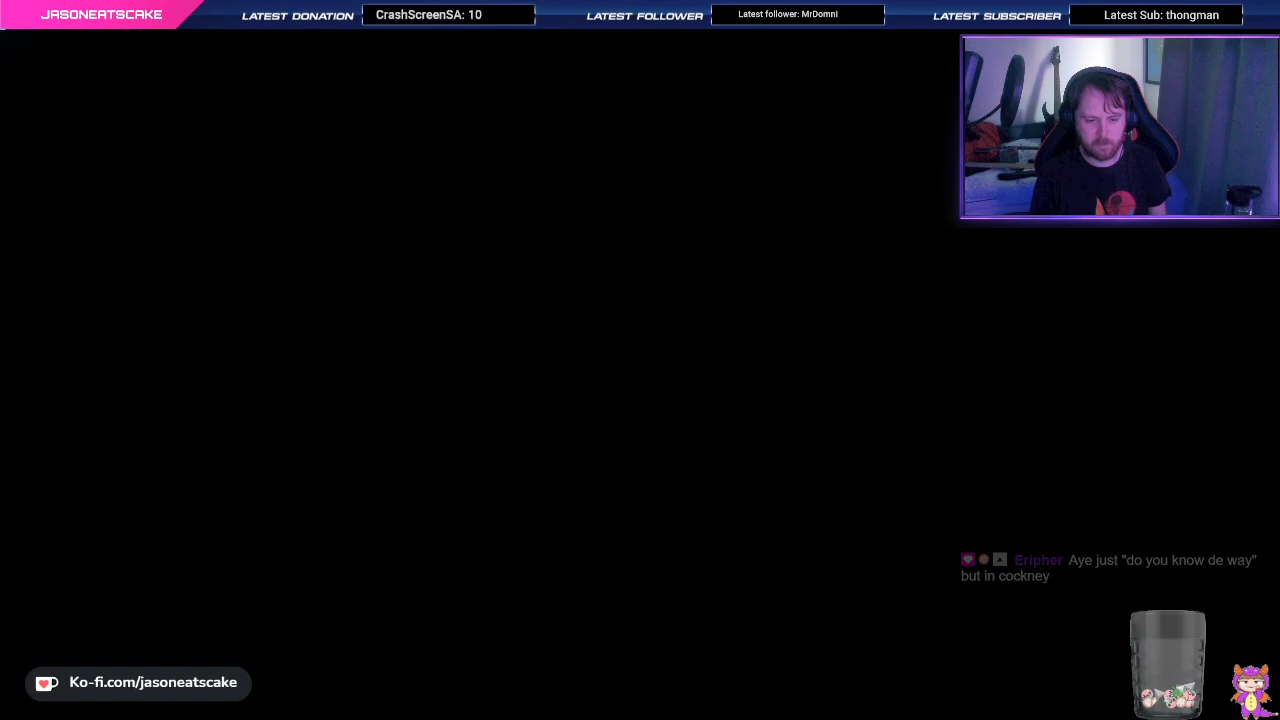 JASONEATSCAKE
LATEST DONATION
CrashScreenSA: 10
LATEST FOLLOWER
Latest follower: MrDomni
LATEST SUBSCRIBER
Latest Sub: thongman
Eripher Aye just "do you know de way"
but in cockney
Ko-fi.com/jasoneatscake